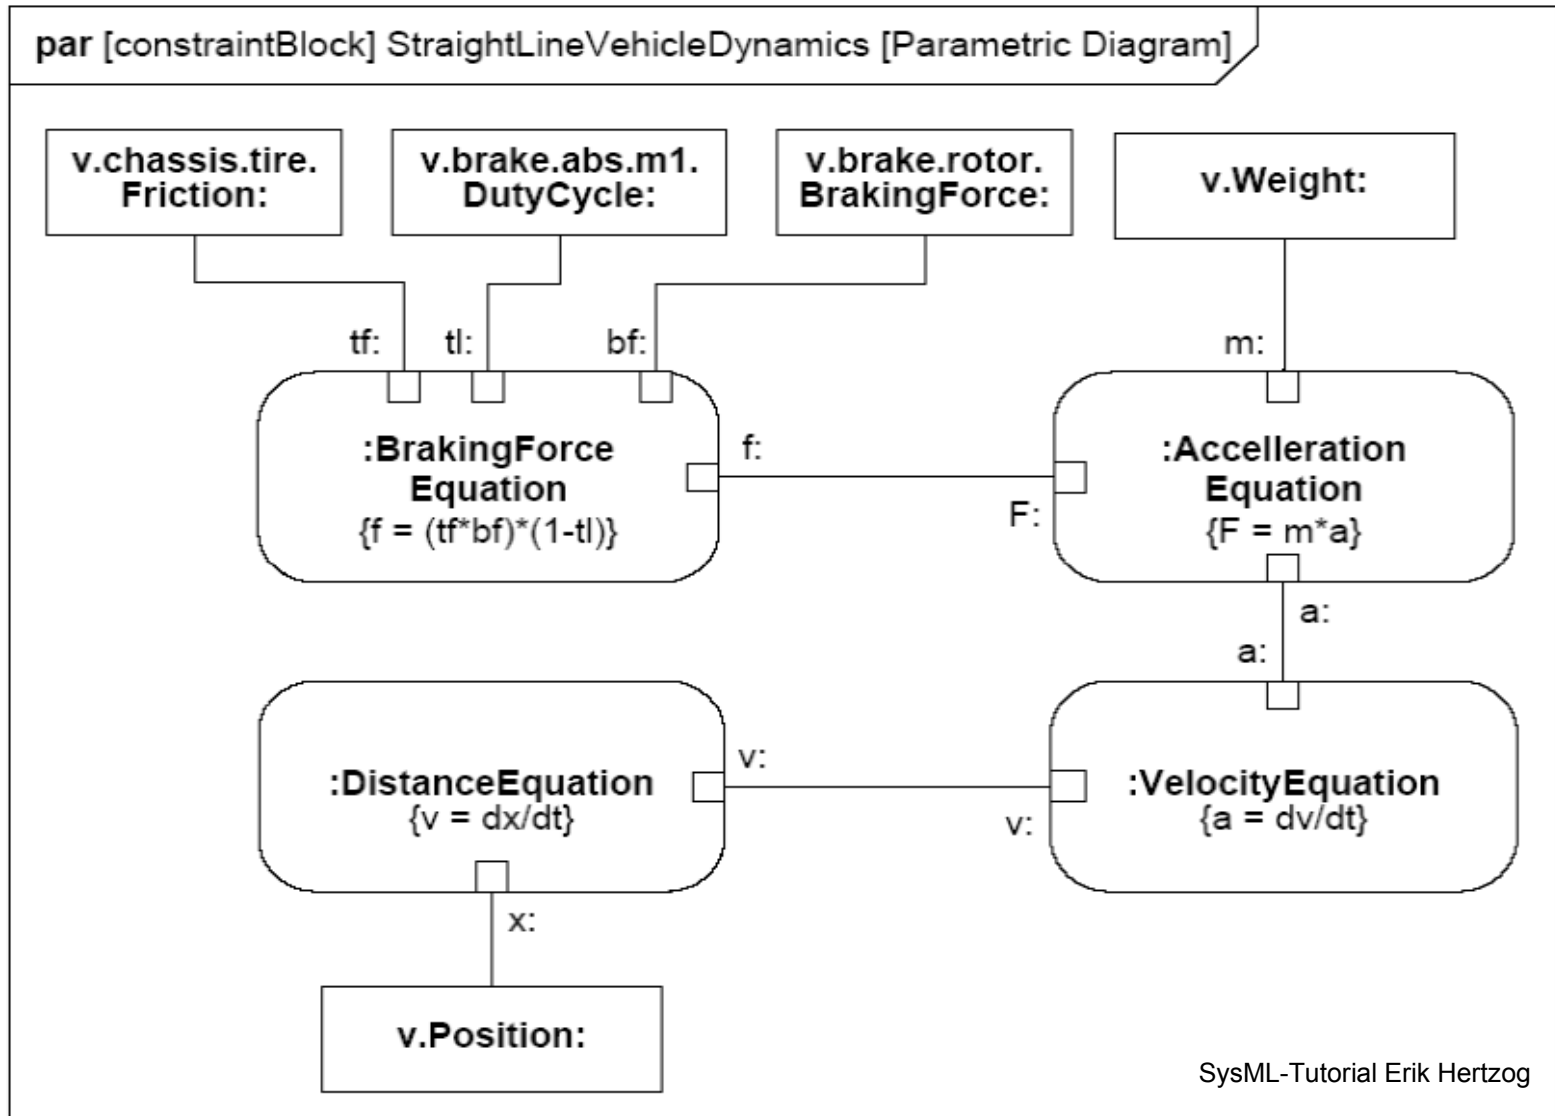 par [constraintBlock] StraightLineVehicleDynamics [Parametric Diagram]
v.chassis.tire.
Friction:
v.brake.abs.m1.
DutyCycle:
v.brake.rotor.
BrakingForce:
v.Weight:
tf:
tl:
bf:
m:
:BrakingForce
Equation
{f = (tf*bf)*(1-tl)}
f:
F:
:Accelleration
Equation
{F = m*a}
a:
a:
:DistanceEquation
{v = dx/dt}
v:
v:
:VelocityEquation
{a = dv/dt}
x:
v.Position:
SysML-Tutorial Erik Hertzog